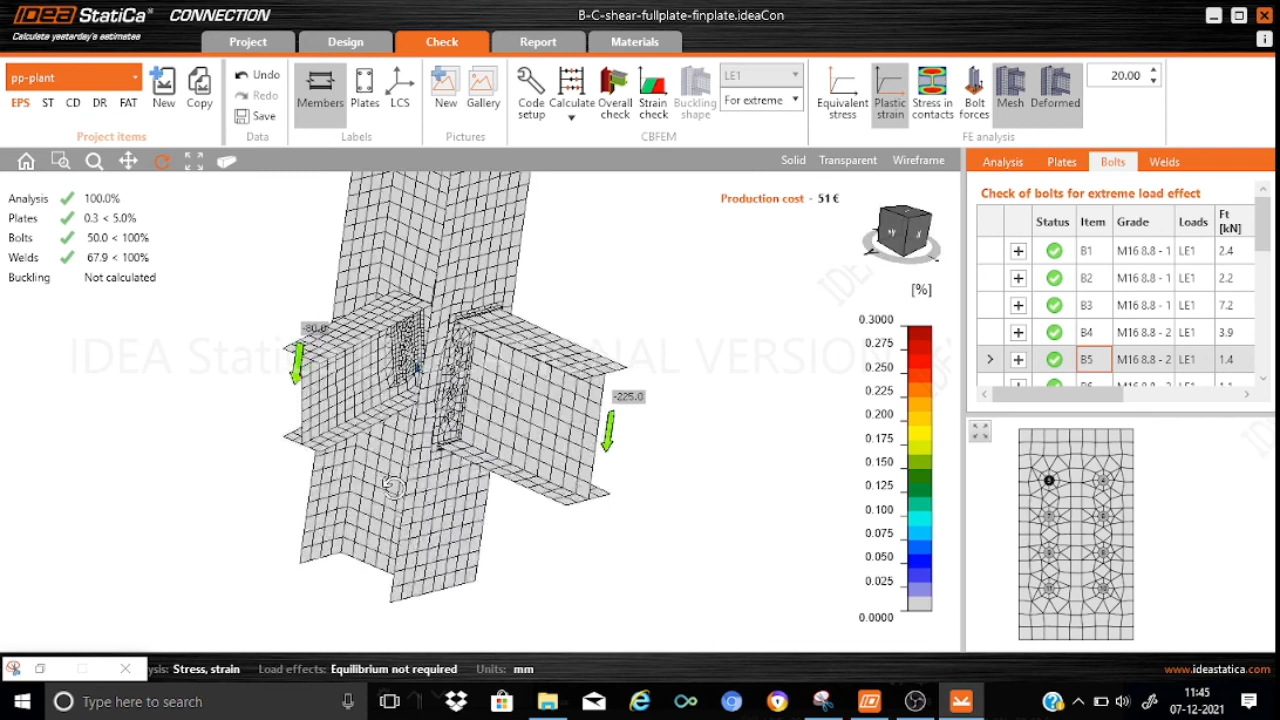 IDEA StatiCa® CONNECTION
Calculate yesterday's estimates
B-C-shear-fullplate-finplate.ideaCon
Project Design Check Report Materials
pp-plant
EPS ST CD DR FAT
New Copy
Undo
Redo
Save
Members Plates LCS
New Gallery
Code setup Calculate Overall check Strain check Buckling shape
LE1
For extreme
Equivalent stress Plastic strain Stress in contacts Bolt forces Mesh Deformed
20.00
Project items Data Labels Pictures CBFEM FE analysis
Solid Transparent Wireframe
Analysis 100.0%
Plates 0.3 < 5.0%
Bolts 50.0 < 100%
Welds 67.9 < 100%
Buckling Not calculated
Production cost - 51 €
[%]
0.3000
0.275
0.250
0.225
0.200
0.175
0.150
0.125
0.100
0.075
0.050
0.025
0.0000
-80.0
-225.0
Analysis Plates Bolts Welds
Check of bolts for extreme load effect
Status Item Grade Loads Ft [kN]
B1 M16 8.8 - 1 LE1 2.4
B2 M16 8.8 - 1 LE1 2.2
B3 M16 8.8 - 1 LE1 7.2
B4 M16 8.8 - 2 LE1 3.9
B5 M16 8.8 - 2 LE1 1.4
Stress, strain Load effects: Equilibrium not required Units: mm
www.ideastatica.com
Type here to search
11:45
07-12-2021